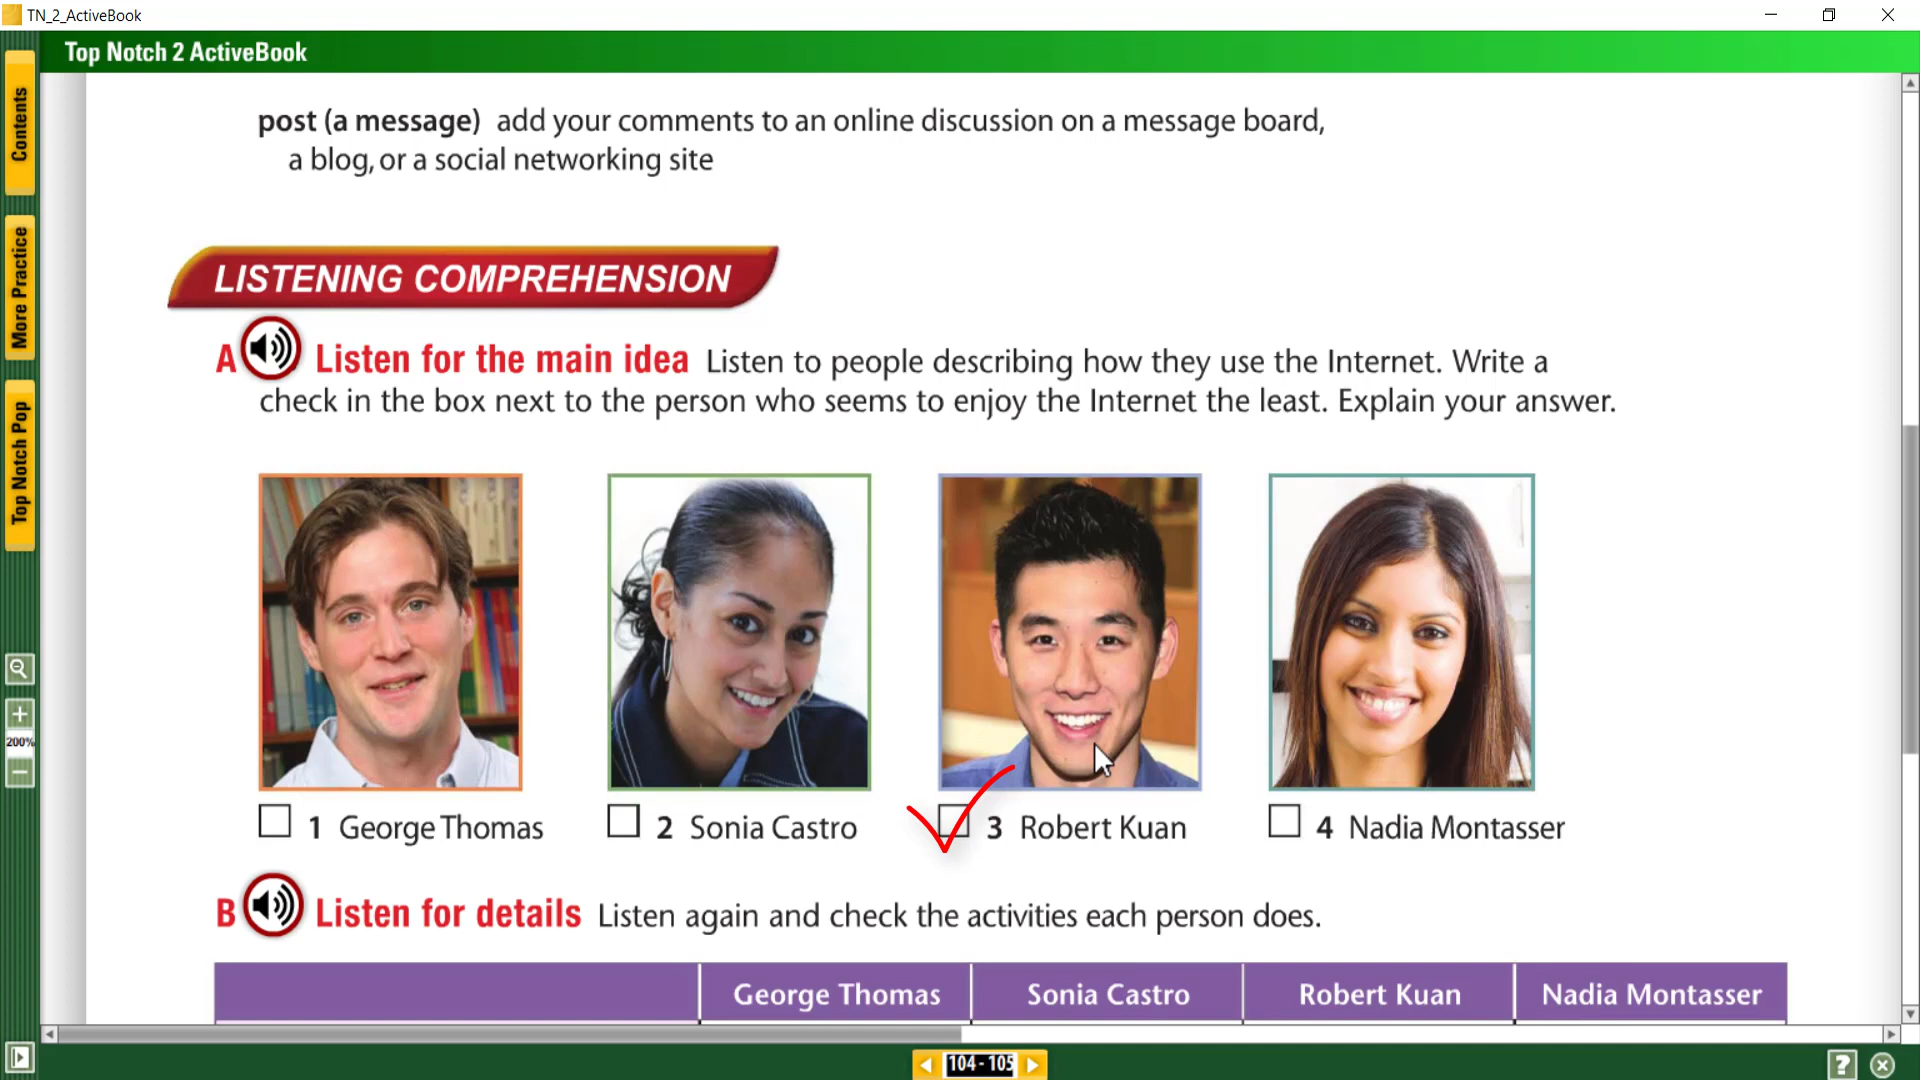 TN_2_ActiveBook
Top Notch 2 ActiveBook
Contents
More Practice
Top Notch Pop
200%
post (a message) add your comments to an online discussion on a message board,
a blog, or a social networking site
LISTENING COMPREHENSION
A Listen for the main idea Listen to people describing how they use the Internet. Write a
check in the box next to the person who seems to enjoy the Internet the least. Explain your answer.
1 George Thomas
2 Sonia Castro
3 Robert Kuan
4 Nadia Montasser
B Listen for details Listen again and check the activities each person does.
George Thomas Sonia Castro Robert Kuan Nadia Montasser
104 - 105
?